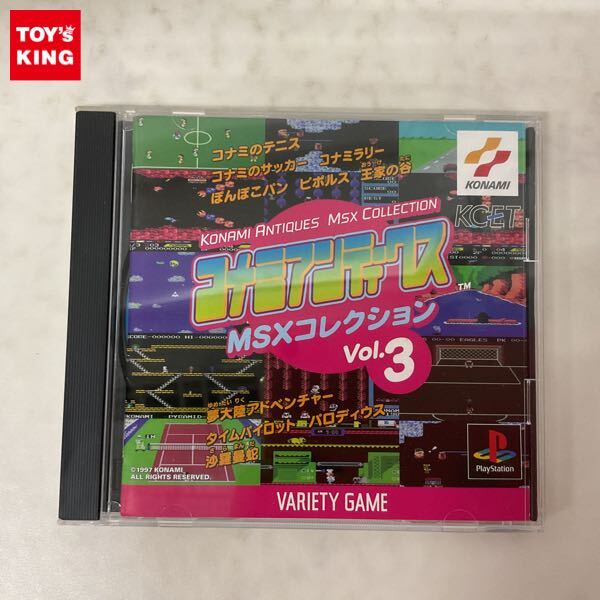 TOY'S
KING
コナミのテニス
コナミのサッカー コナミラリー
ぽんぽこパン ピポルス 王家の谷
KONAMI
KCET
KONAMI ANTIQUES MSX COLLECTION
コナミアンティークス
TM
MSXコレクション
Vol.3
夢大陸アドベンチャー
タイムパイロット パロディウス
沙羅曼蛇
©1997 KONAMI
ALL RIGHTS RESERVED.
PlayStation
VARIETY GAME